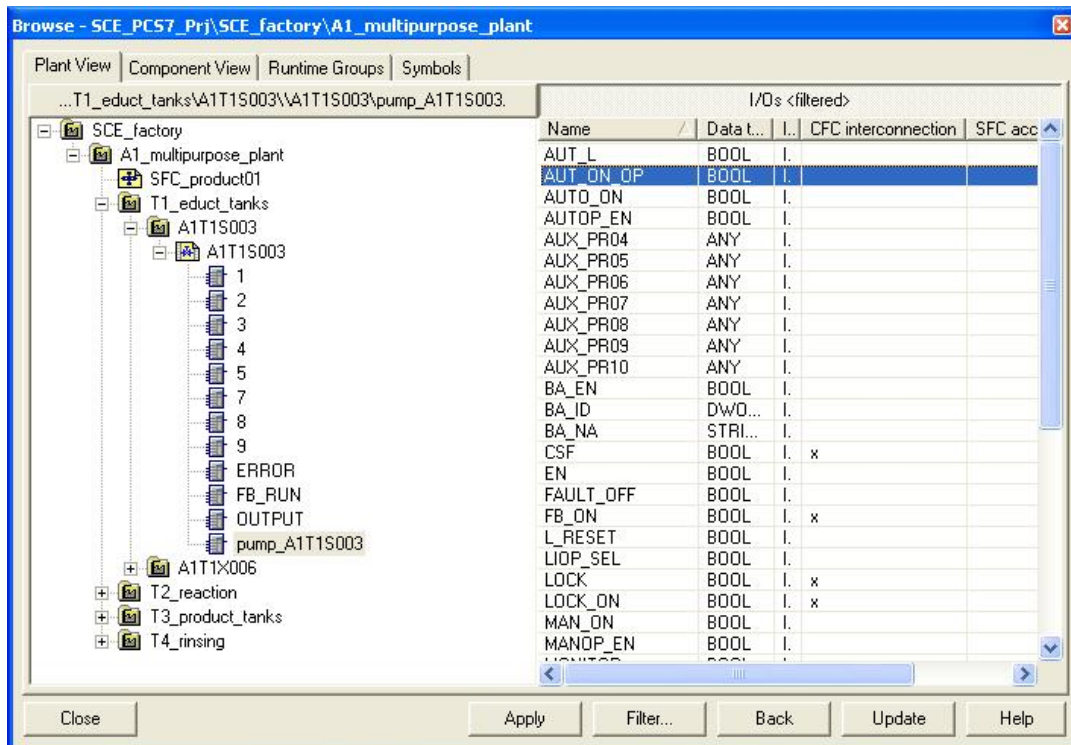 Browse - SCE_PCS7_Prj\SCE_factory\A1_multipurpose_plant
Plant View Component View Runtime Groups Symbols
...T1_educt_tanks\A1T1S003\\A1T1S003\pump_A1T1S003. I/Os <filtered>
SCE_factory
A1_multipurpose_plant
SFC_product01
T1_educt_tanks
A1T1S003
A1T1S003
1
2
3
4
5
7
8
9
ERROR
FB_RUN
OUTPUT
pump_A1T1S003
A1T1X006
T2_reaction
T3_product_tanks
T4_rinsing
Name Data t... I.. CFC interconnection SFC acc
AUT_L BOOL I.
AUT_ON_OP BOOL I.
AUTO_ON BOOL I.
AUTOP_EN BOOL I.
AUX_PR04 ANY I.
AUX_PR05 ANY I.
AUX_PR06 ANY I.
AUX_PR07 ANY I.
AUX_PR08 ANY I.
AUX_PR09 ANY I.
AUX_PR10 ANY I.
BA_EN BOOL I.
BA_ID DWO... I.
BA_NA STRI... I.
CSF BOOL I. x
EN BOOL I.
FAULT_OFF BOOL I.
FB_ON BOOL I. x
L_RESET BOOL I.
LIOP_SEL BOOL I.
LOCK BOOL I. x
LOCK_ON BOOL I. x
MAN_ON BOOL I.
MANOP_EN BOOL I.
Close Apply Filter... Back Update Help